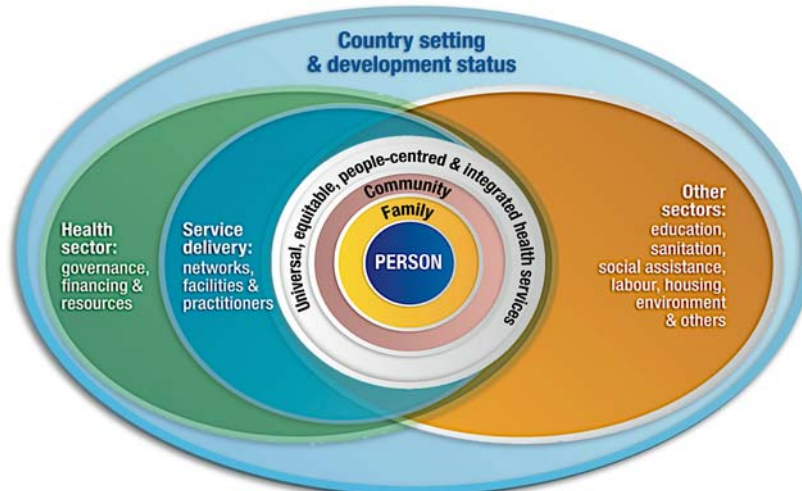 Country setting
& development status
Health
sector:
governance,
financing &
resources
Service
delivery:
networks,
facilities &
practitioners
Universal, equitable, people-centred & integrated health services
Community
Family
PERSON
Other
sectors:
education,
sanitation,
social assistance,
labour, housing,
environment
& others